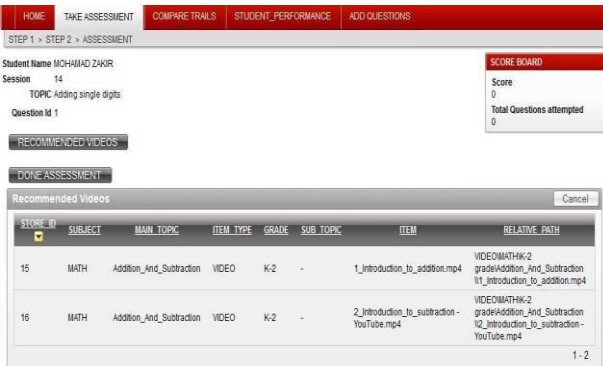 HOME TAKE ASSESSMENT COMPARE TRAILS STUDENT_PERFORMANCE ADD QUESTIONS
STEP 1 > STEP 2 > ASSESSMENT
Student Name MOHAMAD ZAKIR
Session 14
TOPIC Adding single digits
Question Id 1
SCORE BOARD
Score
0
Total Questions attempted
0
RECOMMENDED VIDEOS
DONE ASSESSMENT
Recommended Videos Cancel
STORE_ID SUBJECT MAIN_TOPIC ITEM_TYPE GRADE SUB_TOPIC ITEM RELATIVE_PATH
15 MATH Addition_And_Subtraction VIDEO K-2 - 1_Introduction_to_addition.mp4 VIDEO\MATH\K-2
grade\Addition_And_Subtraction
\\1_Introduction_to_addition.mp4
16 MATH Addition_And_Subtraction VIDEO K-2 - 2_Introduction_to_subtraction -
YouTube.mp4
VIDEO\MATH\K-2
grade\Addition_And_Subtraction
\\2_Introduction_to_subtraction -
YouTube.mp4
1 - 2